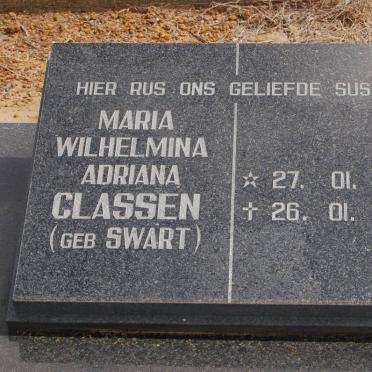 HIER RUS ONS GELIEFDE SUS
MARIA
WILHELMINA
ADRIANA
CLASSEN
(GEB SWART)
☆ 27. 01.
✝ 26. 01.